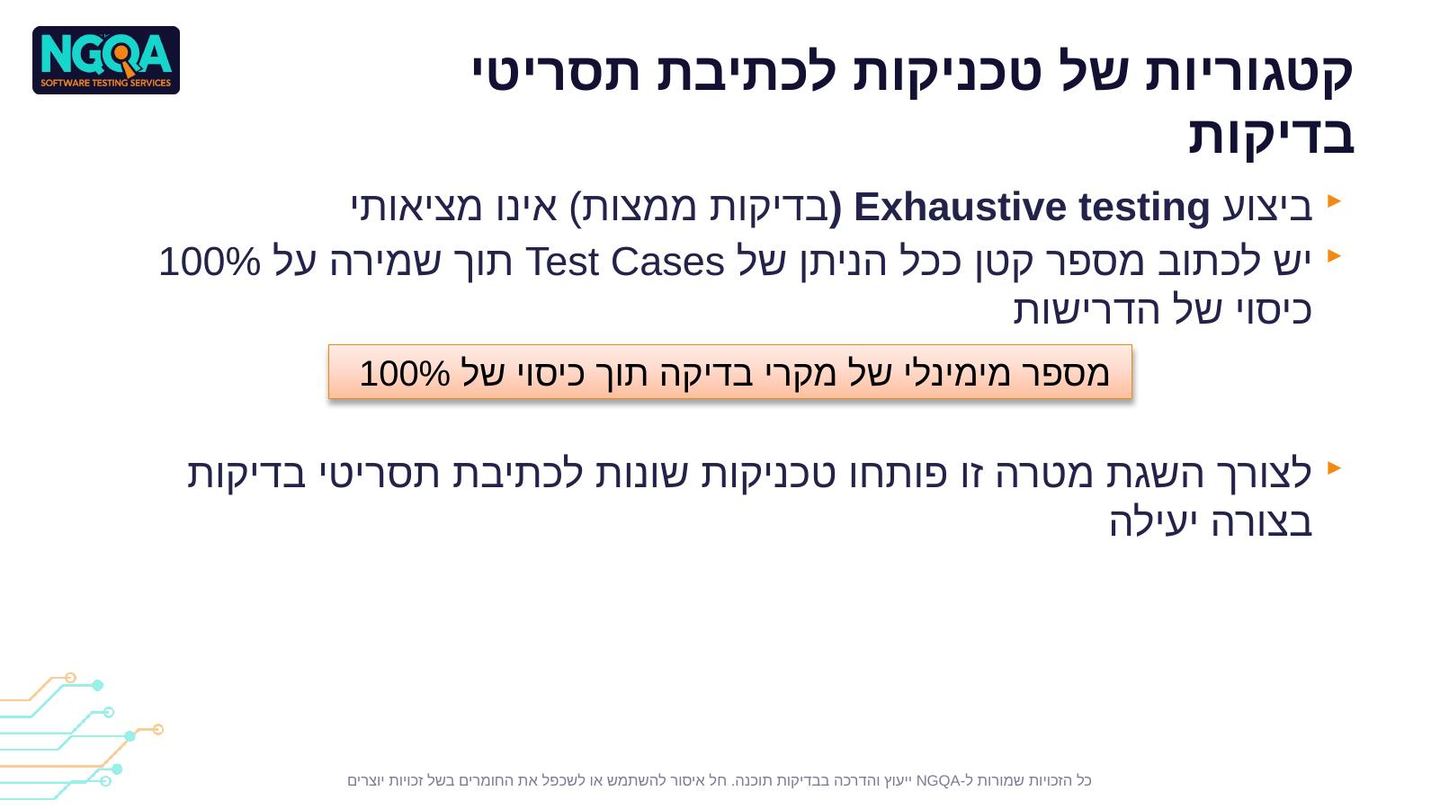 NGQA
SOFTWARE TESTING SERVICES
קטגוריות של טכניקות לכתיבת תסריטי
בדיקות
ביצוע Exhaustive testing (בדיקות ממצות) אינו מציאותי
יש לכתוב מספר קטן ככל הניתן של Test Cases תוך שמירה על 100%
כיסוי של הדרישות
מספר מימינלי של מקרי בדיקה תוך כיסוי של 100%
לצורך השגת מטרה זו פותחו טכניקות שונות לכתיבת תסריטי בדיקות
בצורה יעילה
כל הזכויות שמורות ל-NGQA ייעוץ והדרכה בבדיקות תוכנה. חל איסור להשתמש או לשכפל את החומרים בשל זכויות יוצרים